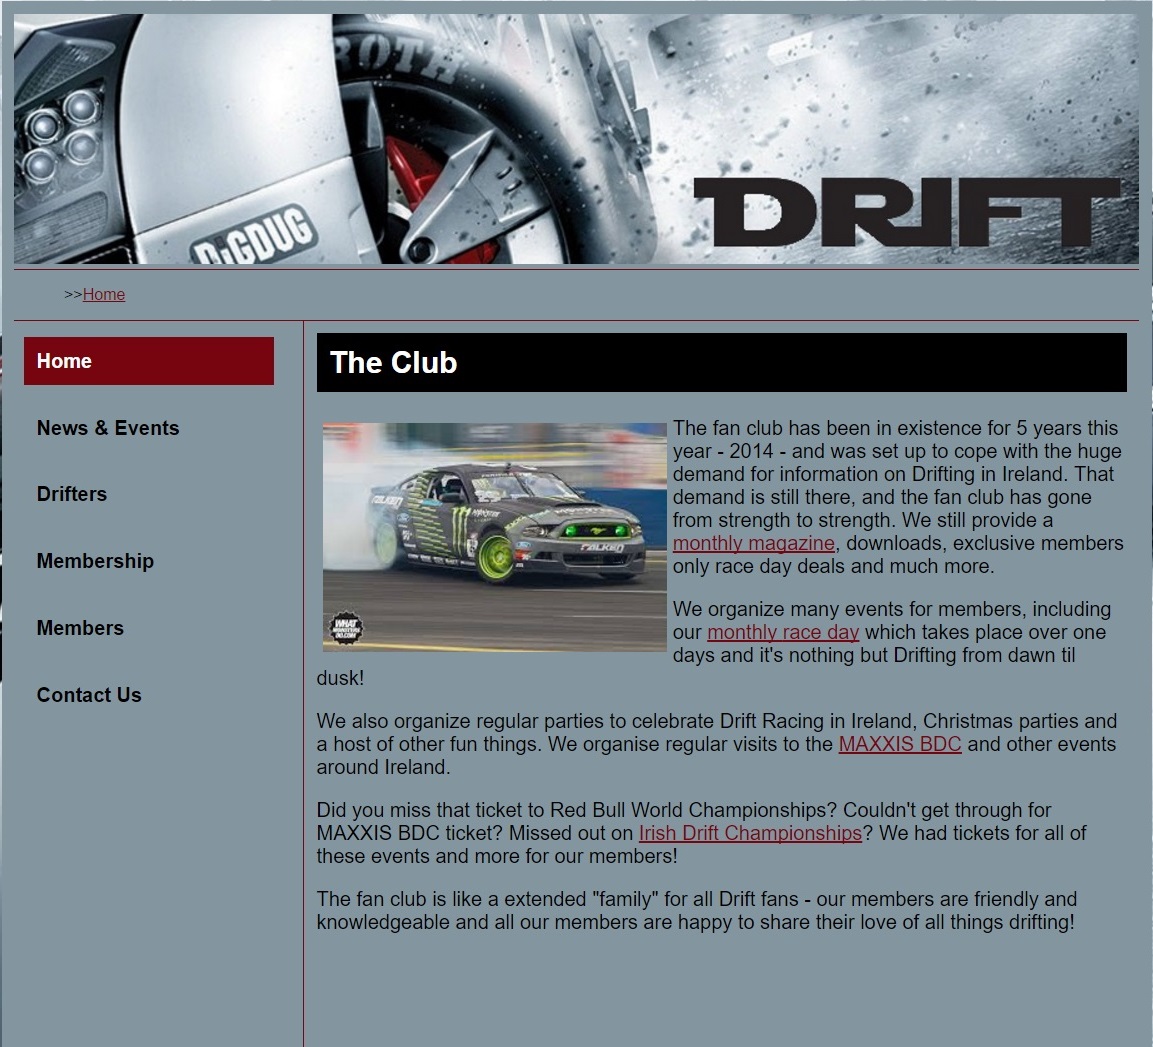 ROTH
DiGDUG
DRIFT
>>Home
Home
News & Events
Drifters
Membership
Members
Contact Us
The Club
FALKEN
MONSTER
FALKEN
WHAT
MONSTERS
DO.COM
The fan club has been in existence for 5 years this
year - 2014 - and was set up to cope with the huge
demand for information on Drifting in Ireland. That
demand is still there, and the fan club has gone
from strength to strength. We still provide a
monthly magazine, downloads, exclusive members
only race day deals and much more.
We organize many events for members, including
our monthly race day which takes place over one
days and it's nothing but Drifting from dawn til
dusk!
We also organize regular parties to celebrate Drift Racing in Ireland, Christmas parties and
a host of other fun things. We organise regular visits to the MAXXIS BDC and other events
around Ireland.
Did you miss that ticket to Red Bull World Championships? Couldn't get through for
MAXXIS BDC ticket? Missed out on Irish Drift Championships? We had tickets for all of
these events and more for our members!
The fan club is like a extended "family" for all Drift fans - our members are friendly and
knowledgeable and all our members are happy to share their love of all things drifting!